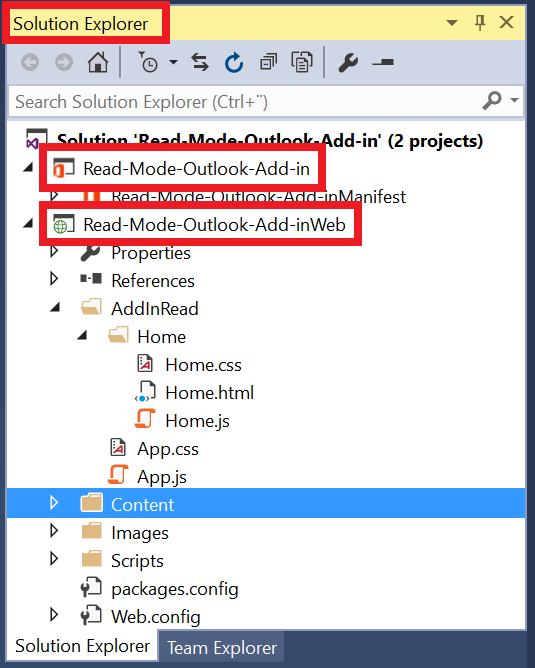 Solution Explorer
Search Solution Explorer (Ctrl+¨)
Solution 'Read-Mode-Outlook-Add-in' (2 projects)
Read-Mode-Outlook-Add-in
Read-Mode-Outlook-Add-inManifest
Read-Mode-Outlook-Add-inWeb
Properties
References
AddInRead
Home
Home.css
Home.html
Home.js
App.css
App.js
Content
Images
Scripts
packages.config
Web.config
Solution Explorer Team Explorer